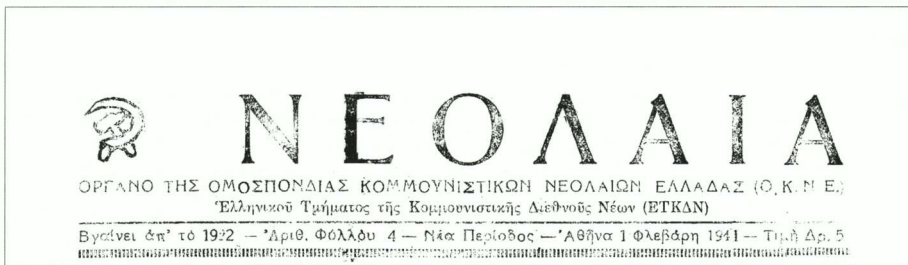 ΝΕΟΛΑΙΑ
ΟΡΓΑΝΟ ΤΗΣ ΟΜΟΣΠΟΝΔΙΑΣ ΚΟΜΜΟΥΝΙΣΤΙΚΩΝ ΝΕΟΛΑΙΩΝ ΕΛΛΑΔΑΣ (Ο.Κ.Ν.Ε.)
Ἑλληνικοῦ Τμήματος τῆς Κομμουνιστικῆς Διεθνοῦς Νέων (ΕΤΚΔΝ)
Βγαίνει ἀπ' τὸ 1922 — Ἀριθ. Φύλλου 4 — Νέα Περίοδος — Ἀθήνα 1 Φλεβάρη 1941 — Τιμὴ Δρ. 5